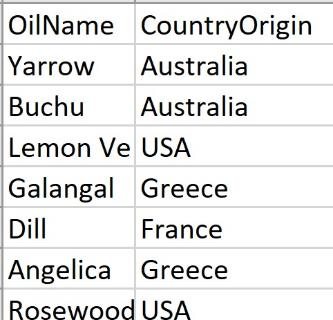 OilName CountryOrigin
Yarrow Australia
Buchu Australia
Lemon Ve USA
Galangal Greece
Dill France
Angelica Greece
Rosewood USA